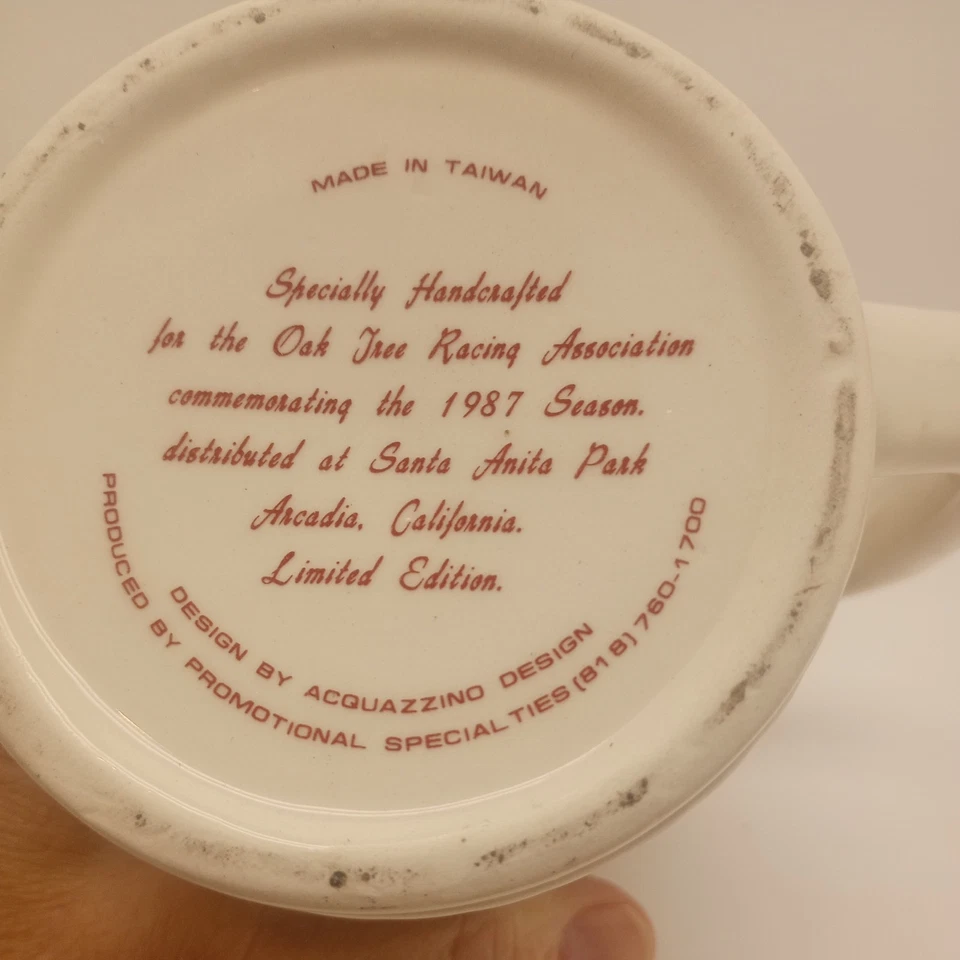 MADE IN TAIWAN
Specially Handcrafted
for the Oak Tree Racing Association
commemorating the 1987 Season.
distributed at Santa Anita Park
Arcadia, California.
Limited Edition.
DESIGN BY ACQUAZZINO DESIGN
PRODUCED BY PROMOTIONAL SPECIALTIES (818) 760-1700